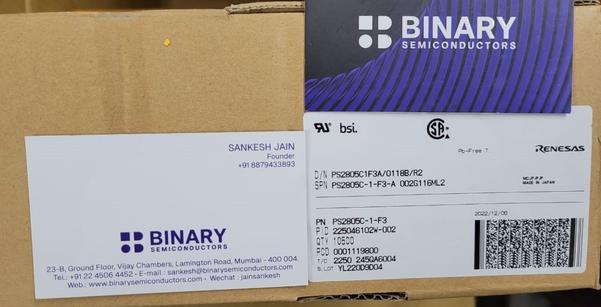 BINARY
SEMICONDUCTORS
SANKESH JAIN
Founder
+91 8879433893
BINARY
SEMICONDUCTORS
23-B, Ground Floor, Vijay Chambers, Lamington Road, Mumbai - 400 004.
Tel.: +91 22 4506 4452 • E-mail : sankesh@binarysemiconductors.com
Web.: www.binarysemiconductors.com • Wechat : jainsankesh
bsi.
Pb-Free
RENESAS
D/N PS2805C1F3A/0118B/R2
SPN PS2805C-1-F3-A 002G116ML2
MADE IN JAPAN
PN PS2805C-1-F3
2022/12/08
P/D 225046102W-002
QTY 10500
PCD 0001119800
T/C 2250 245QA6004
S.LOT YL220D9D04